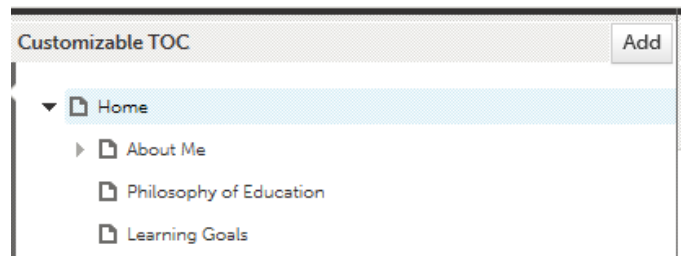 Customizable TOC Add
Home
About Me
Philosophy of Education
Learning Goals